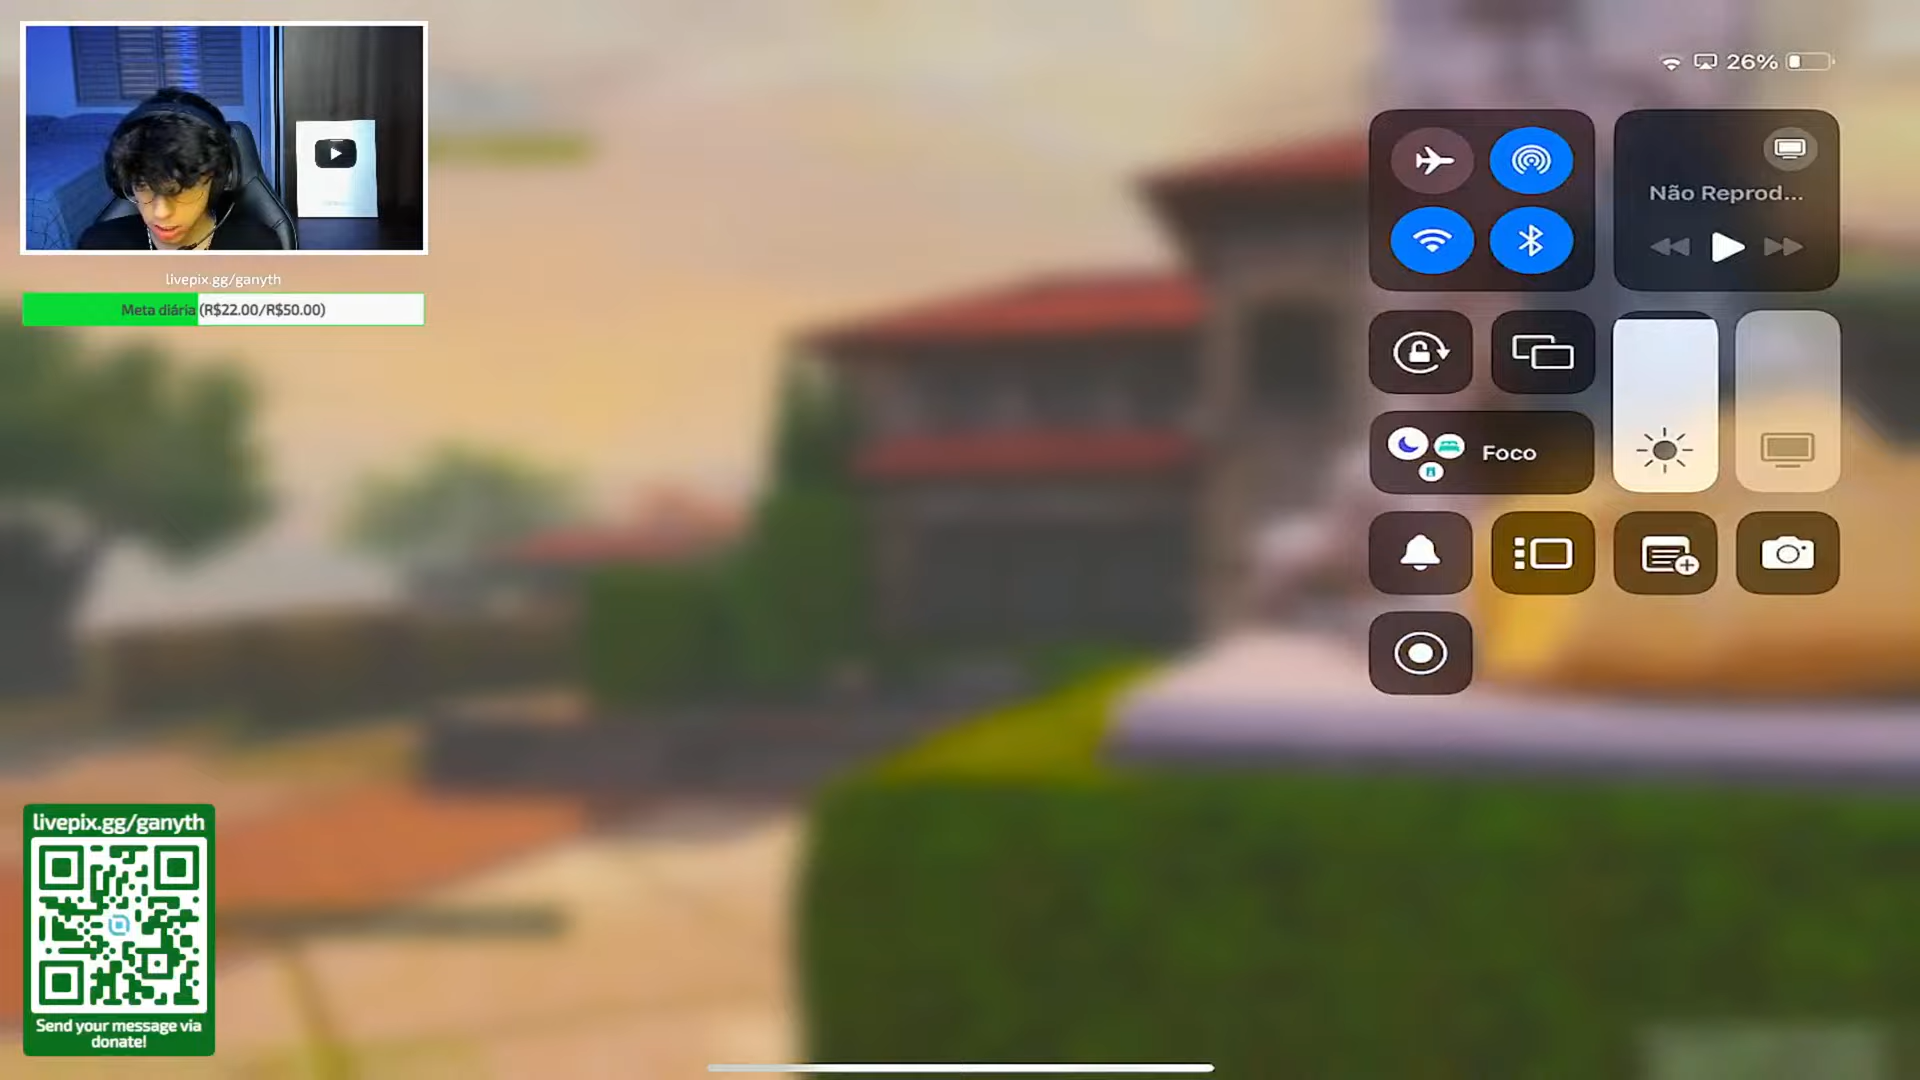 livepix.gg/ganyth
Meta diária (R$22.00/R$50.00)
26%
Não Reprod...
Foco
livepix.gg/ganyth
Send your message via
donate!